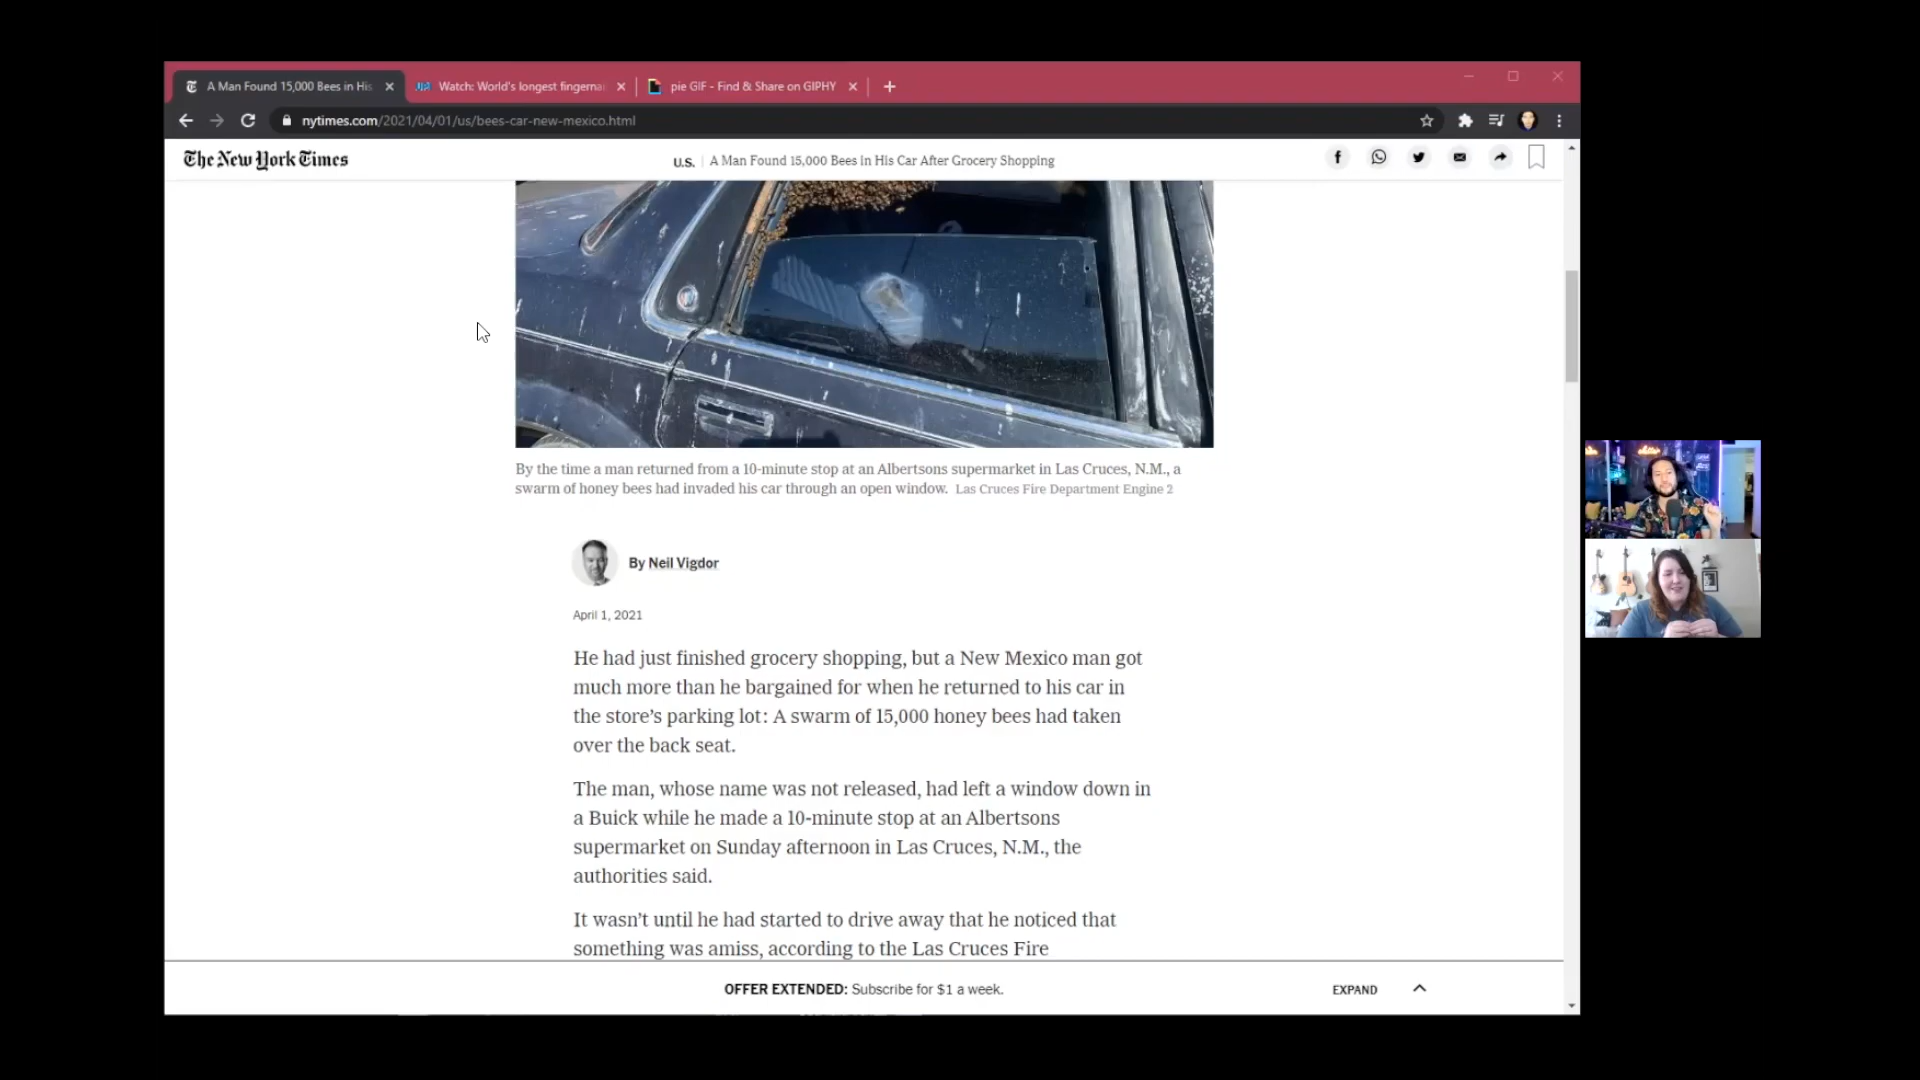 A Man Found 15,000 Bees in His
Watch: World's longest fingerna
pie GIF - Find & Share on GIPHY
nytimes.com/2021/04/01/us/bees-car-new-mexico.html
The New York Times
U.S. | A Man Found 15,000 Bees in His Car After Grocery Shopping
By the time a man returned from a 10-minute stop at an Albertsons supermarket in Las Cruces, N.M., a
swarm of honey bees had invaded his car through an open window. Las Cruces Fire Department Engine 2
By Neil Vigdor
April 1, 2021
He had just finished grocery shopping, but a New Mexico man got
much more than he bargained for when he returned to his car in
the store’s parking lot: A swarm of 15,000 honey bees had taken
over the back seat.
The man, whose name was not released, had left a window down in
a Buick while he made a 10-minute stop at an Albertsons
supermarket on Sunday afternoon in Las Cruces, N.M., the
authorities said.
It wasn’t until he had started to drive away that he noticed that
something was amiss, according to the Las Cruces Fire
OFFER EXTENDED: Subscribe for $1 a week.
EXPAND